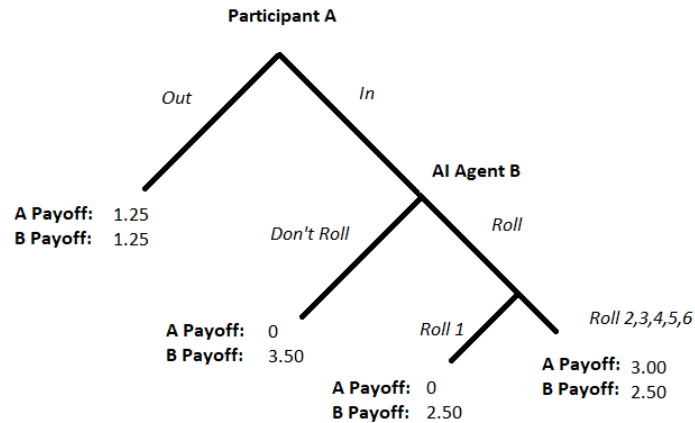 Participant A
Out
In
AI Agent B
A Payoff: 1.25
B Payoff: 1.25
Don't Roll
Roll
Roll 1
Roll 2,3,4,5,6
A Payoff: 0
B Payoff: 3.50
A Payoff: 0
B Payoff: 2.50
A Payoff: 3.00
B Payoff: 2.50